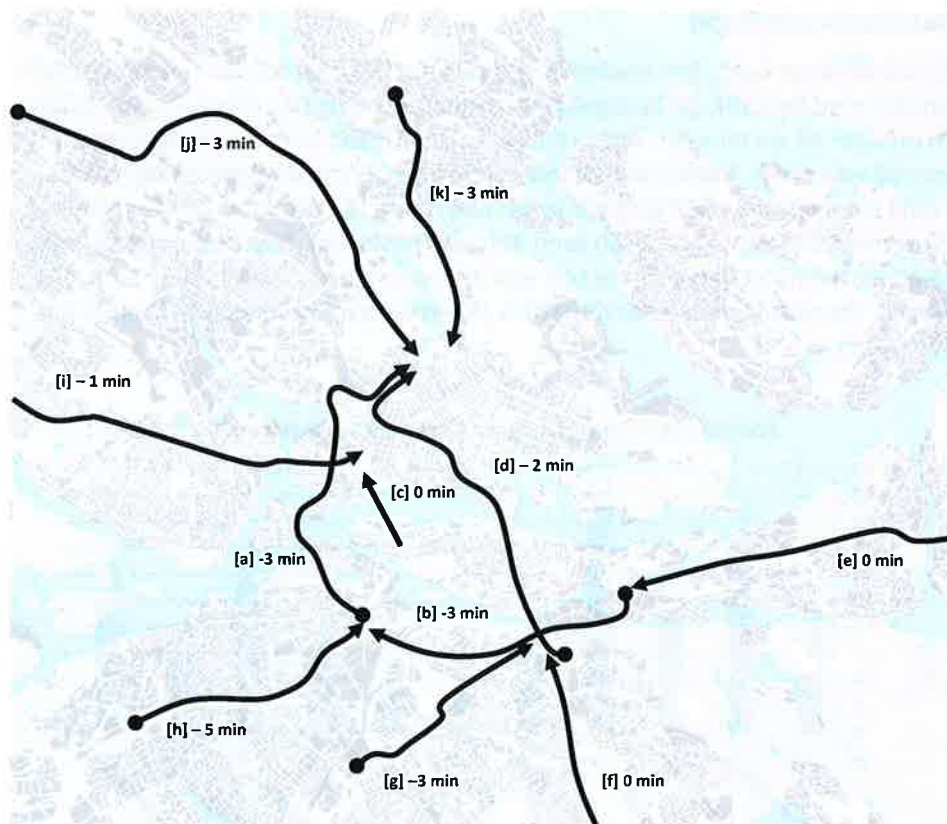 [j] – 3 min
[k] – 3 min
[i] – 1 min
[d] – 2 min
[c] 0 min
[a] -3 min
[e] 0 min
[b] -3 min
[h] – 5 min
[g] –3 min
[f] 0 min